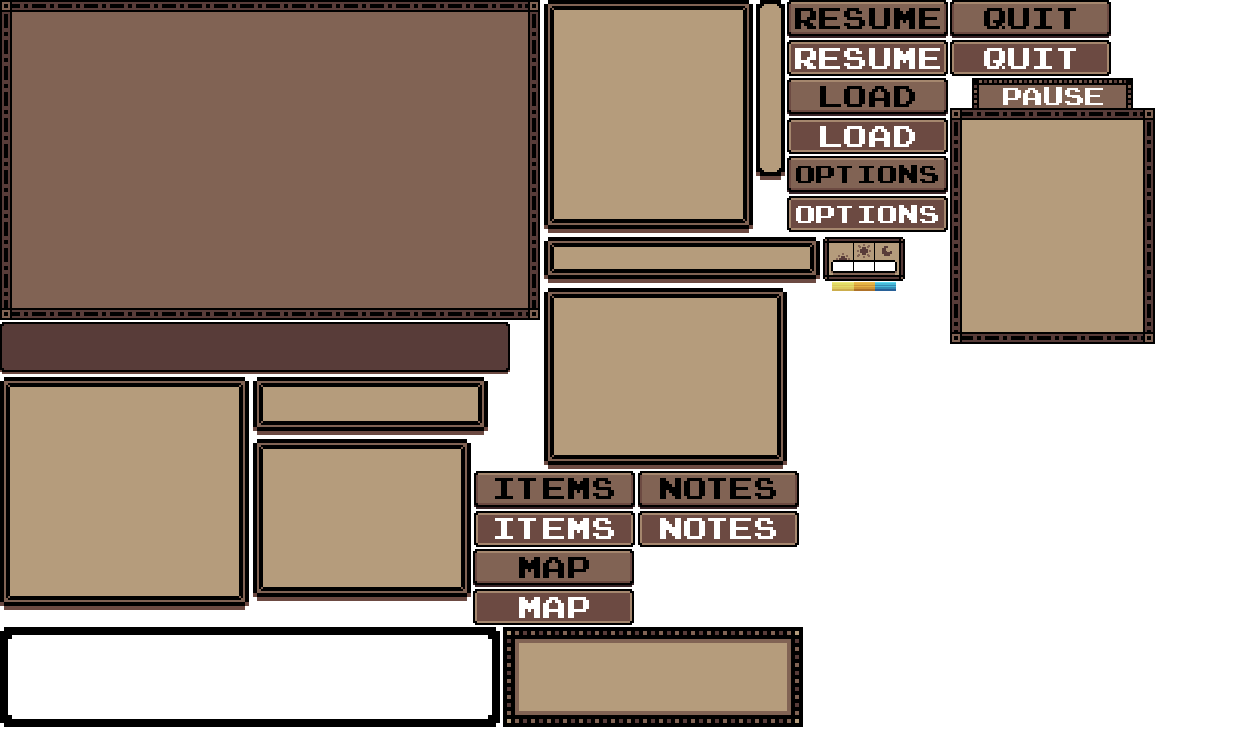 RESUME
QUIT
RESUME
QUIT
LOAD
PAUSE
LOAD
OPTIONS
OPTIONS
ITEMS
NOTES
ITEMS
NOTES
MAP
MAP